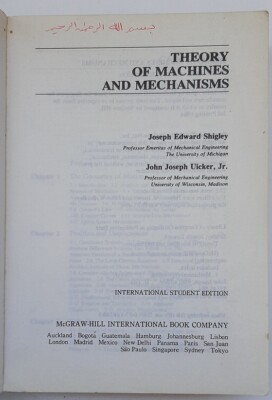 بسم الله الرحمن الرحيم
THEORY
OF MACHINES
AND MECHANISMS
Joseph Edward Shigley
Professor Emeritus of Mechanical Engineering
The University of Michigan
John Joseph Uicker, Jr.
Professor of Mechanical Engineering
University of Wisconsin, Madison
INTERNATIONAL STUDENT EDITION
McGRAW-HILL INTERNATIONAL BOOK COMPANY
Auckland Bogotá Guatemala Hamburg Johannesburg Lisbon
London Madrid Mexico New Delhi Panama Paris San Juan
São Paulo Singapore Sydney Tokyo